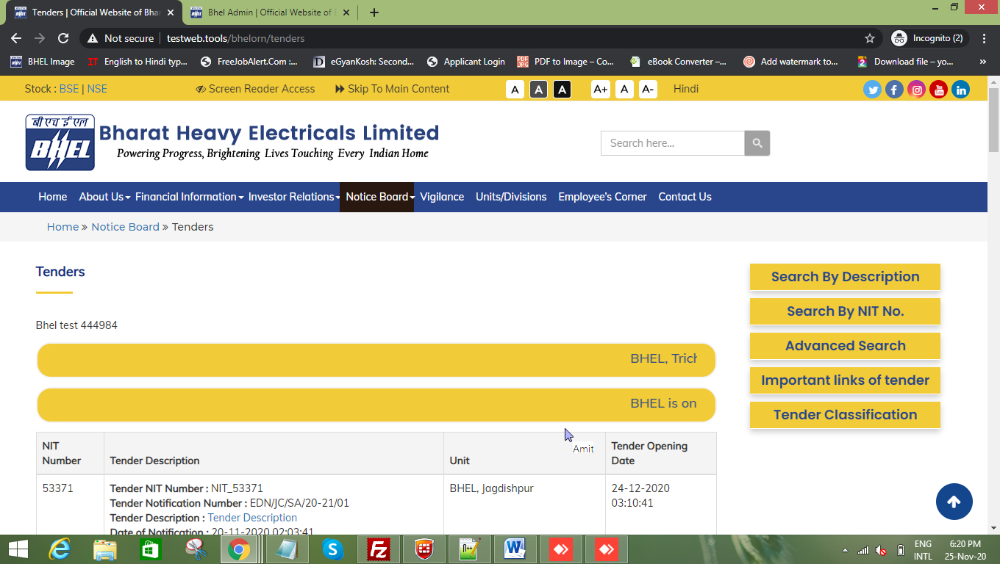 Tenders | Official Website of Bhar
Bhel Admin | Official Website of B
Not secure
testweb.tools/bhelorn/tenders
Incognito (2)
BHEL Image
English to Hindi typ...
FreeJobAlert.Com :...
eGyanKosh: Second...
Applicant Login
PDF to Image – Co...
eBook Converter –...
Add watermark to...
Download file – yo...
Stock : BSE | NSE
Screen Reader Access
Skip To Main Content
A A A A+ A A-
Hindi
बी एच ई एल
BHEL
Bharat Heavy Electricals Limited
Powering Progress, Brightening Lives Touching Every Indian Home
Search here...
Home About Us Financial Information Investor Relations Notice Board Vigilance Units/Divisions Employee's Corner Contact Us
Home » Notice Board » Tenders
Tenders
Bhel test 444984
BHEL, Trich
BHEL is on
Search By Description
Search By NIT No.
Advanced Search
Important links of tender
Tender Classification
Amit
NIT Number
Tender Description
Unit
Tender Opening Date
53371
Tender NIT Number : NIT_53371
Tender Notification Number : EDN/JC/SA/20-21/01
Tender Description : Tender Description
Date of Notification : 20-11-2020 02:03:41
BHEL, Jagdishpur
24-12-2020
03:10:41
ENG
INTL
6:20 PM
25-Nov-20